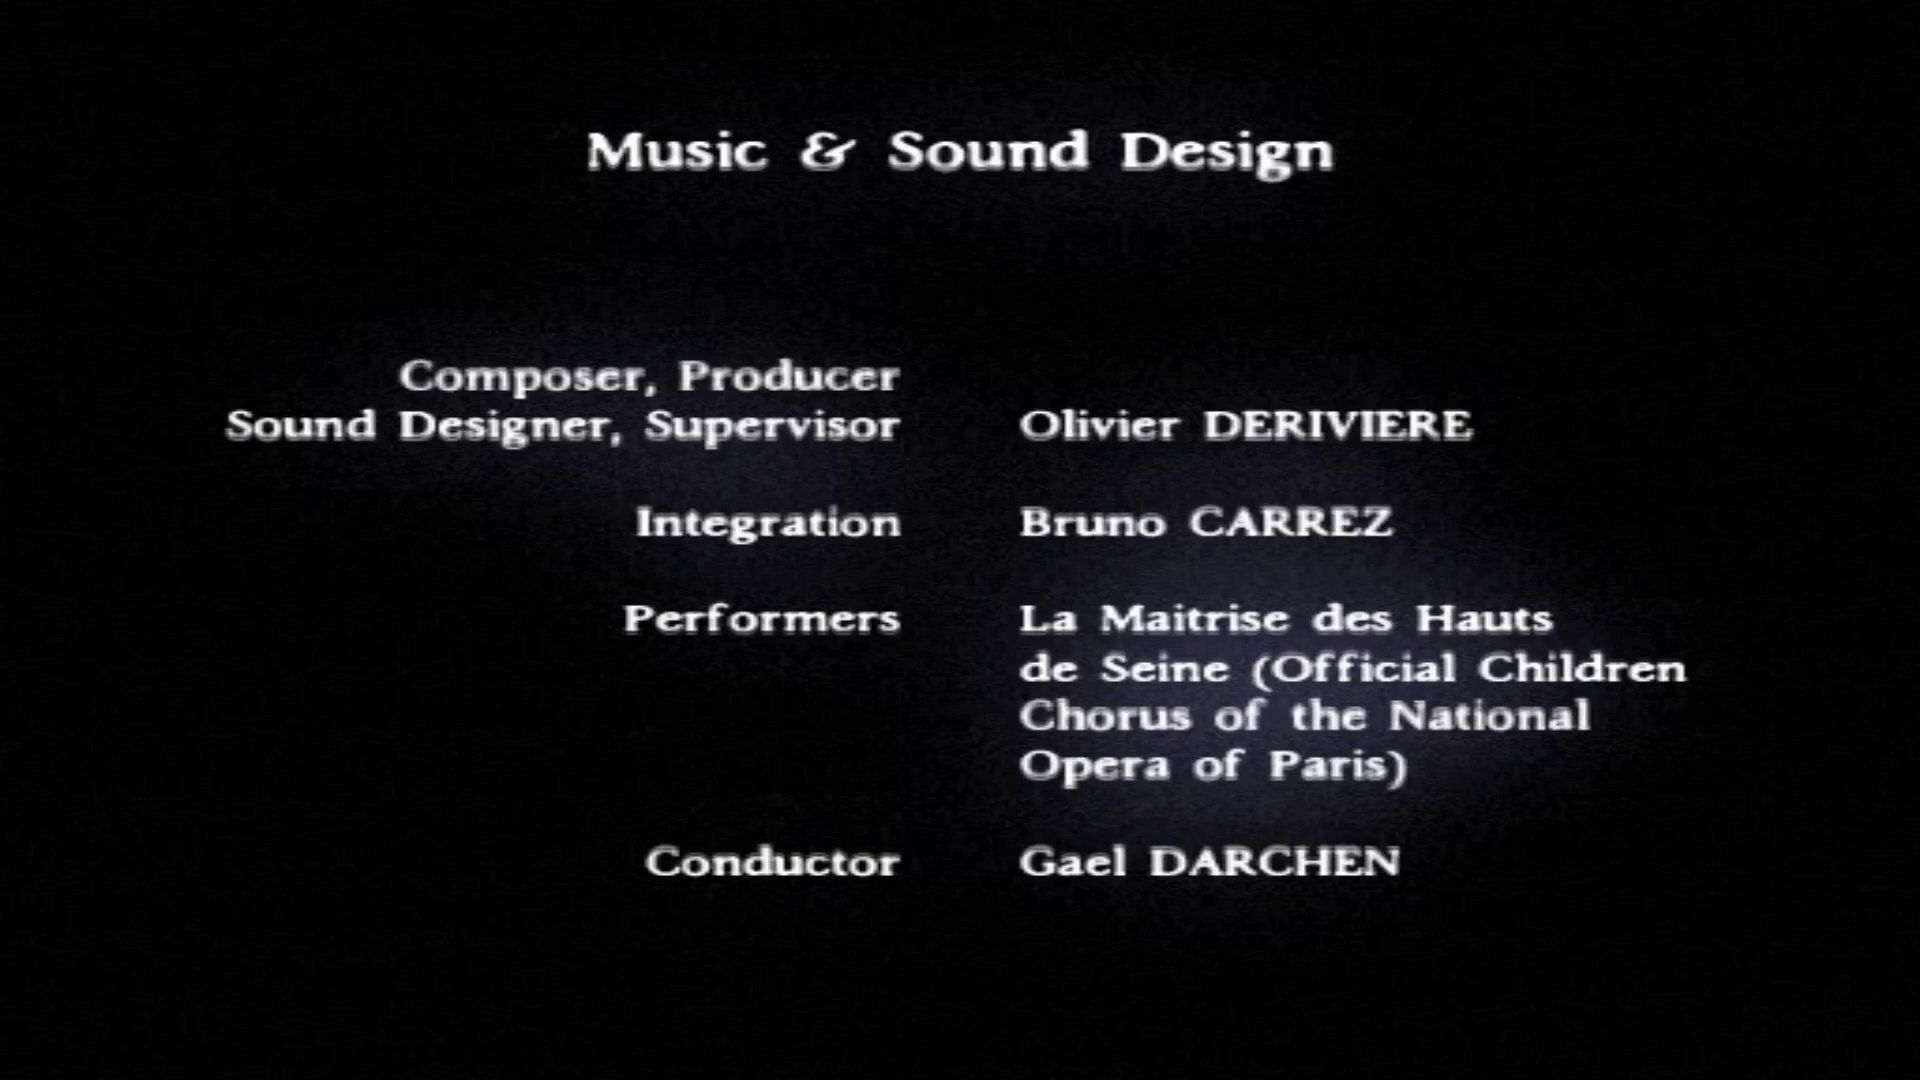 Music & Sound Design
Composer, Producer
Sound Designer, Supervisor Olivier DERIVIERE
Integration Bruno CARREZ
Performers La Maitrise des Hauts
de Seine (Official Children
Chorus of the National
Opera of Paris)
Conductor Gael DARCHEN